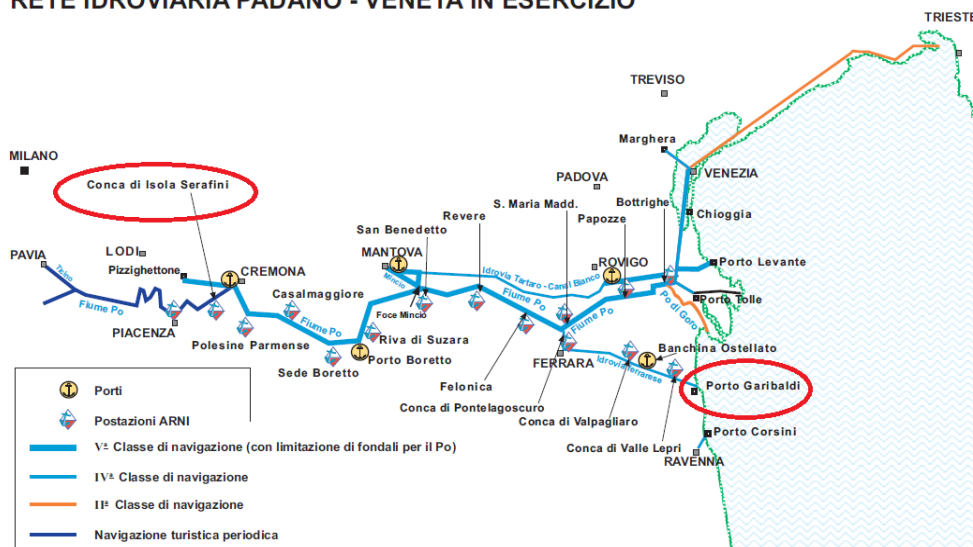 RETE IDROVIARIA PADANO - VENETA IN ESERCIZIO
TRIESTE
TREVISO
Marghera
MILANO
Conca di Isola Serafini
PADOVA
VENEZIA
S. Maria Madd.
Bottrighe
Revere
Papozze
Chioggia
San Benedetto
PAVIA
LODI
MANTOVA
ROVIGO
Porto Levante
Pizzighettone
CREMONA
Ticino
Mincio
Idrovia Tartaro - Canal Bianco
Fiume Po
Casalmaggiore
Fiume Po
Porto Tolle
Foce Mincio
Fiume Po
Po di Goro
PIACENZA
Fiume Po
Polesine Parmense
Riva di Suzara
Banchina Ostellato
Porto Boretto
FERRARA
Idrovia ferrarese
Sede Boretto
Felonica
Porto Garibaldi
Conca di Pontelagoscuro
Conca di Valpagliaro
Porto Corsini
Conca di Valle Lepri
RAVENNA
Porti
Postazioni ARNI
Vª Classe di navigazione (con limitazione di fondali per il Po)
IVª Classe di navigazione
IIª Classe di navigazione
Navigazione turistica periodica